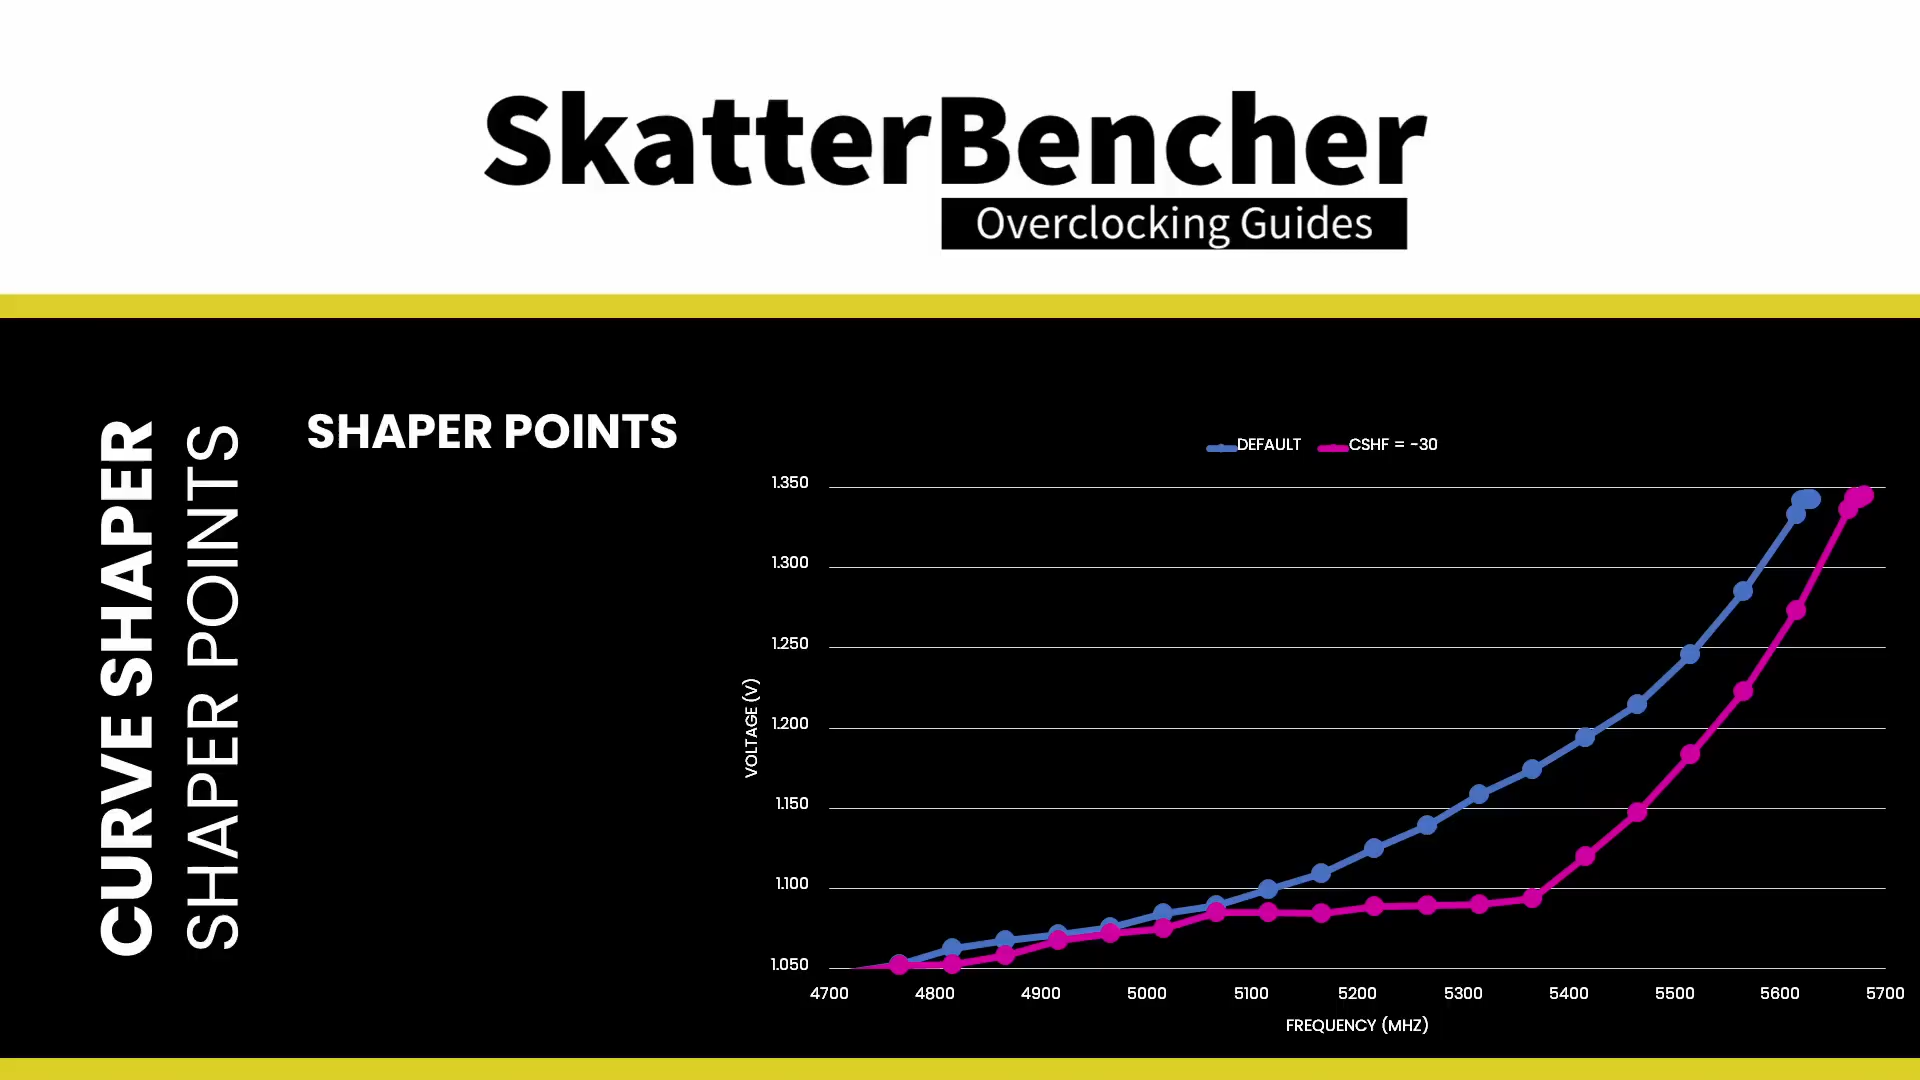 SkatterBencher
Overclocking Guides
CURVE SHAPER
SHAPER POINTS
SHAPER POINTS
DEFAULT
CSHF = -30
1.350
1.300
1.250
1.200
1.150
1.100
1.050
VOLTAGE (V)
4700 4800 4900 5000 5100 5200 5300 5400 5500 5600 5700
FREQUENCY (MHZ)